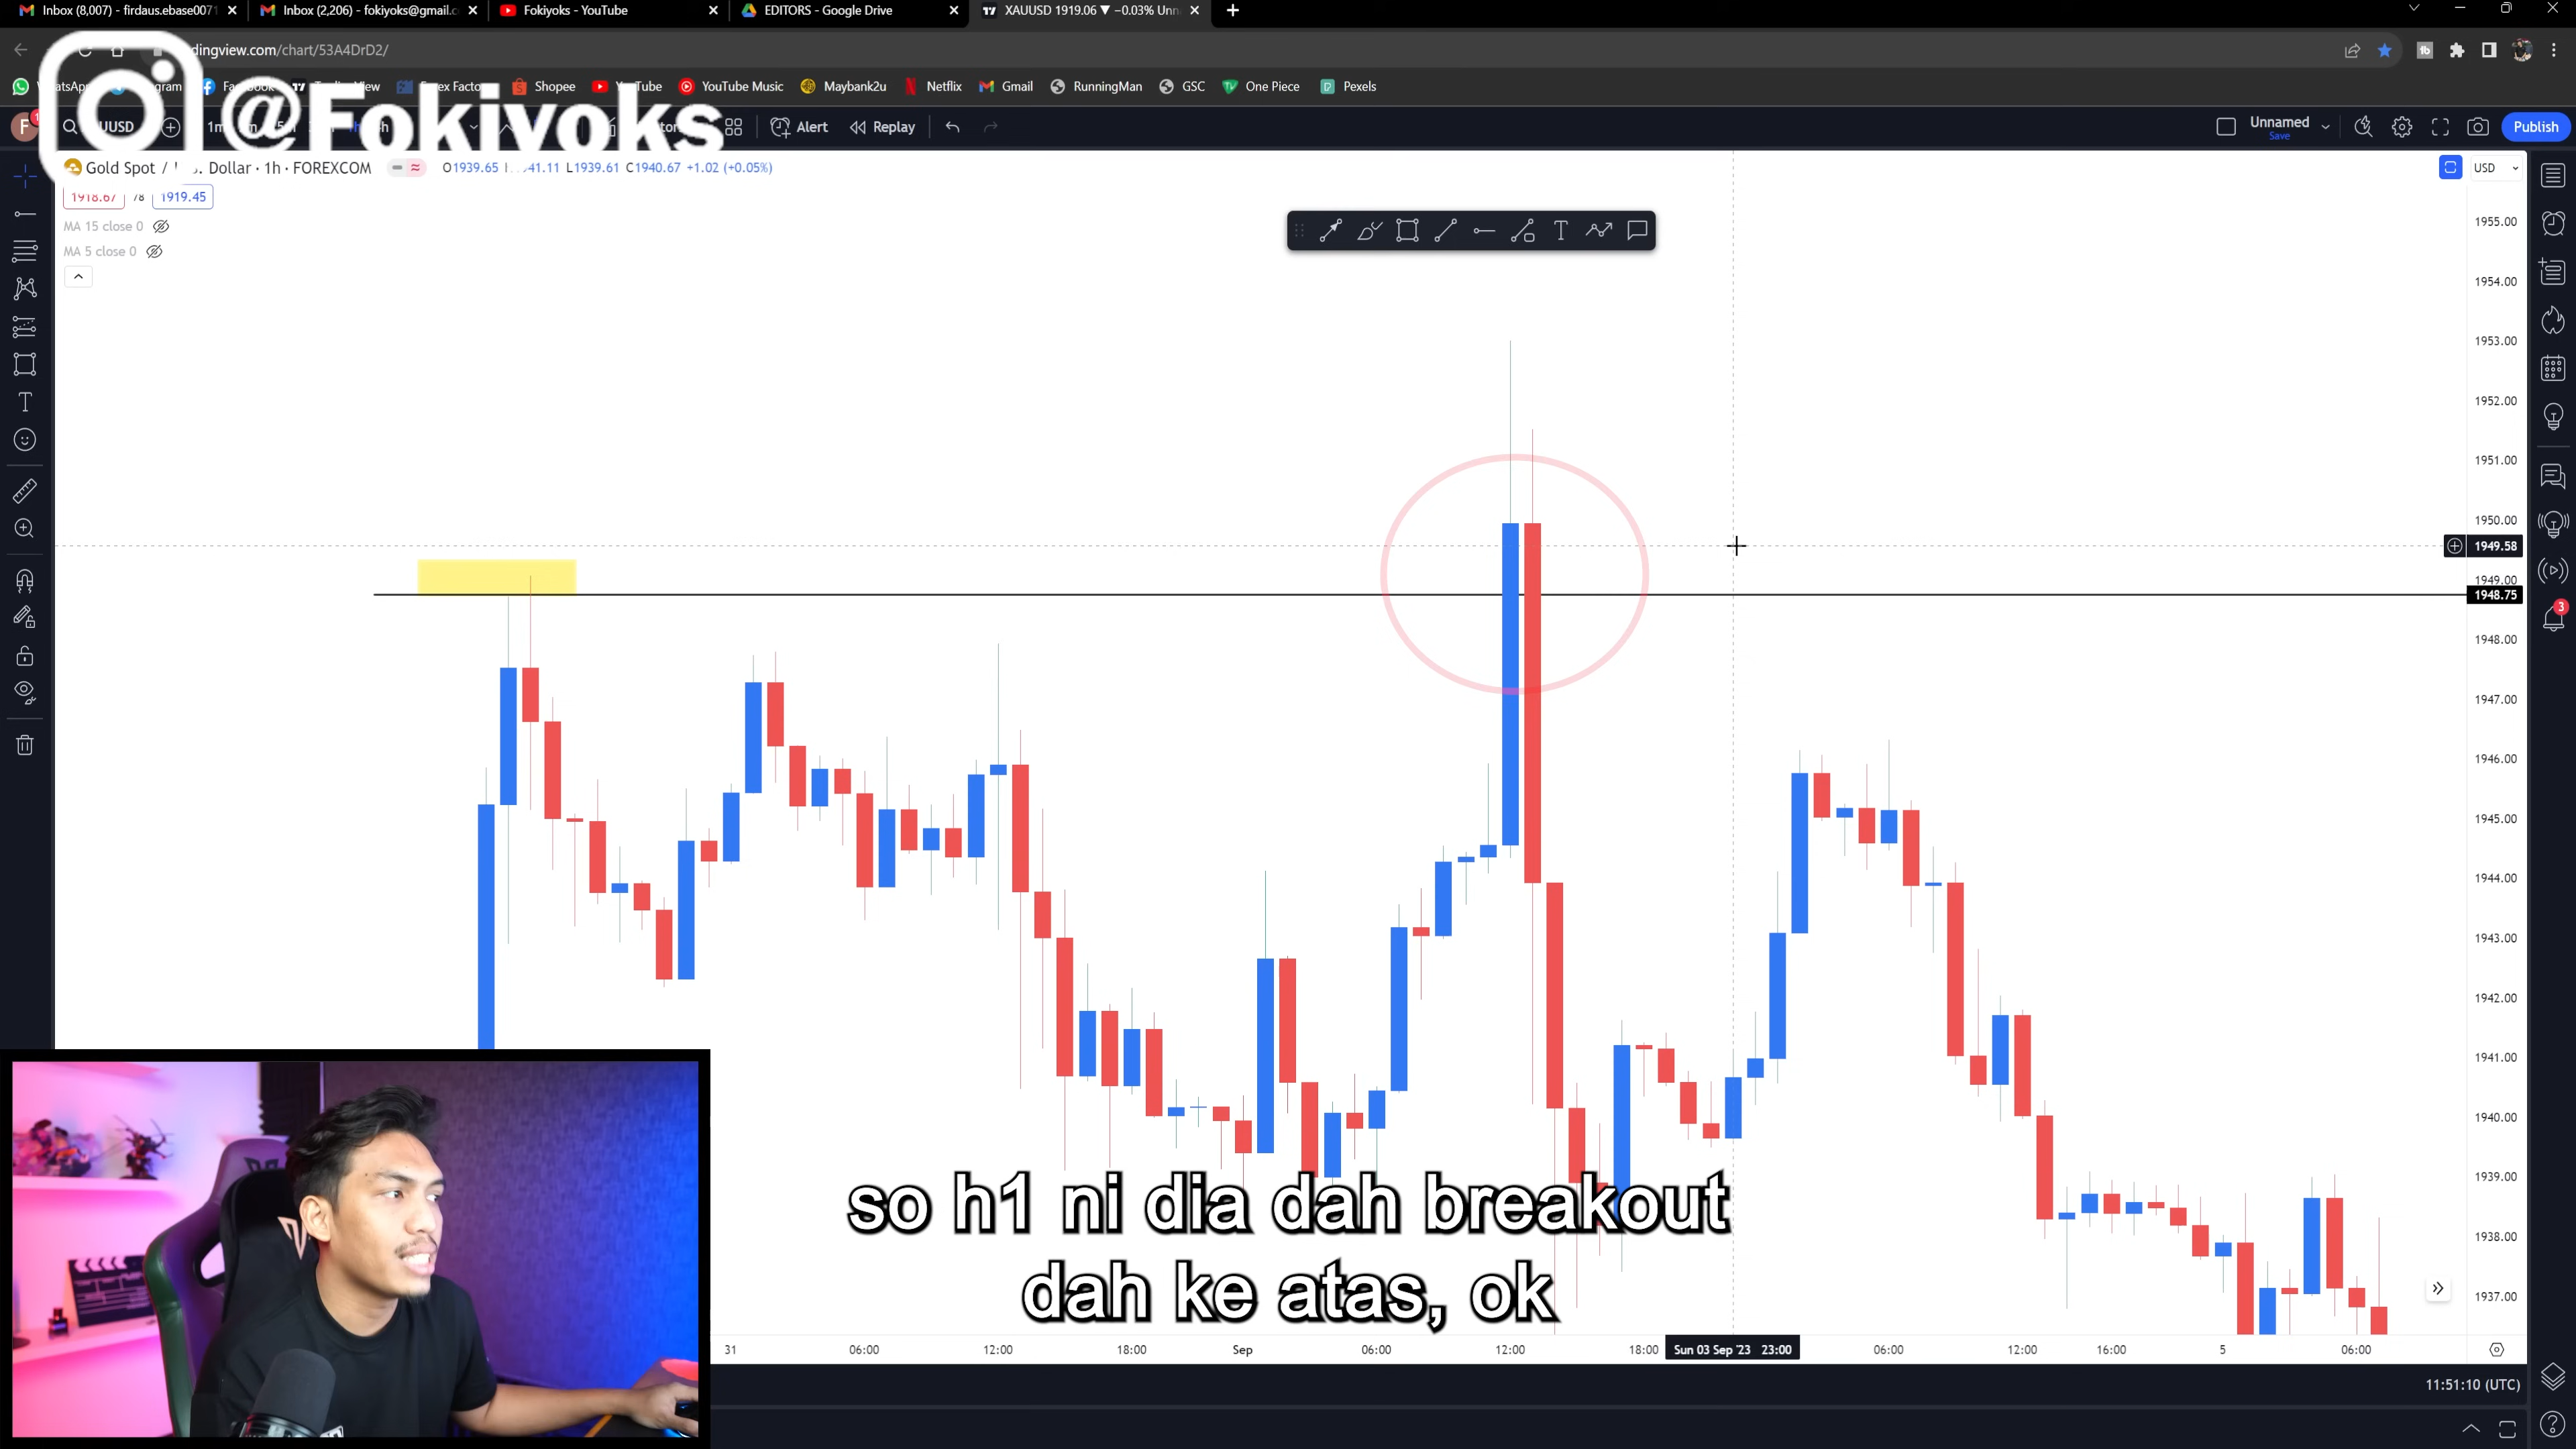 Inbox (8,007) - firdaus.ebase0071
Inbox (2,206) - fokiyoks@gmail.c
Fokiyoks - YouTube
EDITORS - Google Drive
XAUUSD 1919.06 ▼ −0.03% Unn
dingview.com/chart/53A4DrD2/
Shopee
YouTube Music
Maybank2u
Netflix
Gmail
RunningMan
GSC
One Piece
Pexels
@Fokiyoks
Alert
Replay
Unnamed
Save
Publish
Gold Spot / . Dollar · 1h · FOREXCOM
O1939.65
L1939.61 C1940.67 +1.02 (+0.05%)
USD
1918.67
78
1919.45
MA 15 close 0
MA 5 close 0
1955.00
1954.00
1953.00
1952.00
1951.00
1950.00
1949.58
1949.00
1948.75
1948.00
1947.00
1946.00
1945.00
1944.00
1943.00
1942.00
1941.00
1940.00
1939.00
1938.00
1937.00
3
so h1 ni dia dah breakout
dah ke atas, ok
31
06:00
12:00
18:00
Sep
06:00
12:00
18:00
Sun 03 Sep '23 23:00
06:00
12:00
16:00
5
06:00
11:51:10 (UTC)